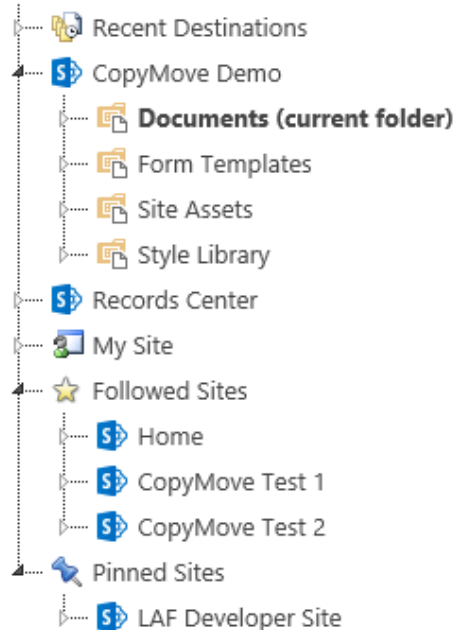 Recent Destinations
CopyMove Demo
Documents (current folder)
Form Templates
Site Assets
Style Library
Records Center
My Site
Followed Sites
Home
CopyMove Test 1
CopyMove Test 2
Pinned Sites
LAF Developer Site